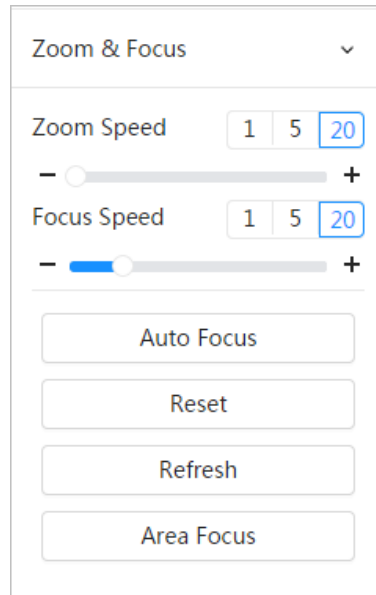 Zoom & Focus
Zoom Speed 1 5 20
− +
Focus Speed 1 5 20
− +
Auto Focus
Reset
Refresh
Area Focus